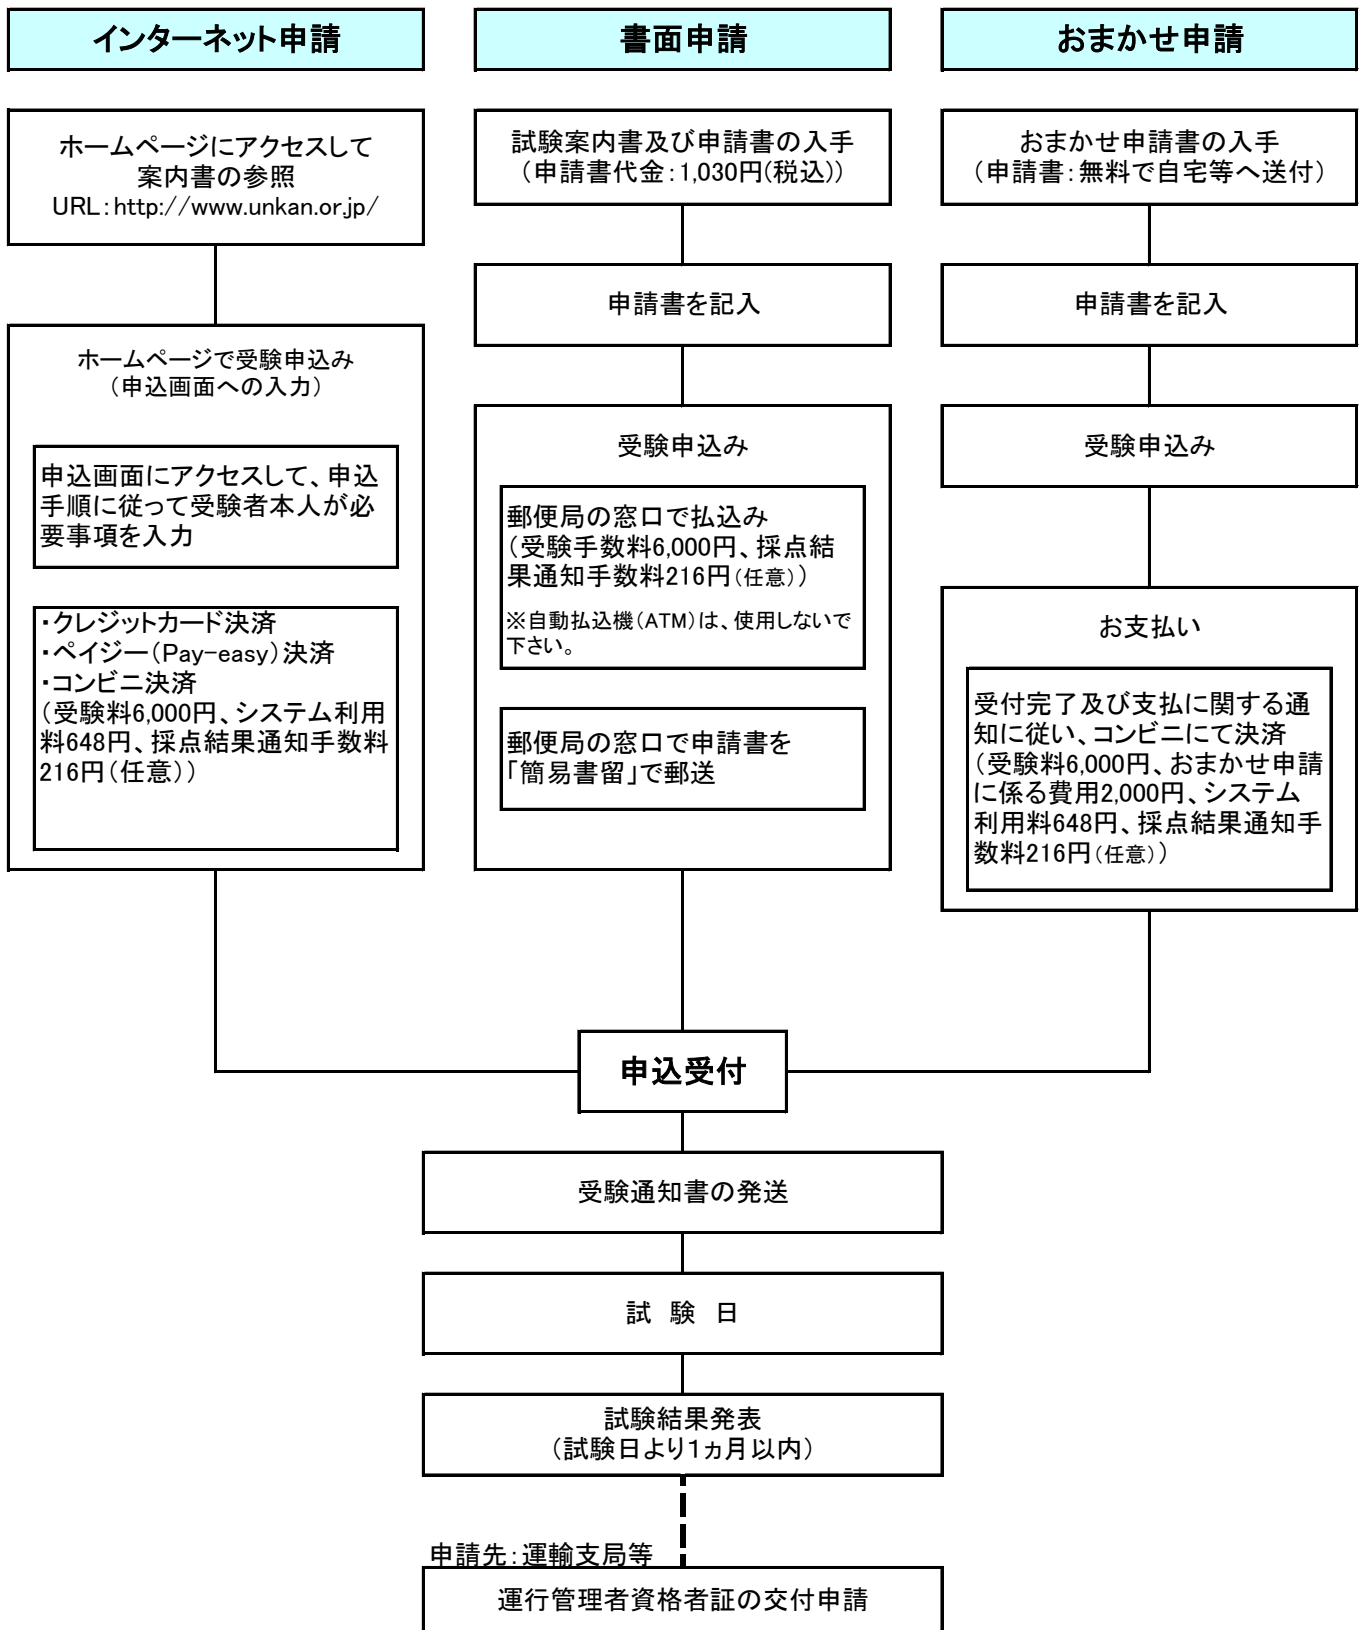 インターネット申請
ホームページにアクセスして
案内書の参照
URL：http://www.unkan.or.jp/
ホームページで受験申込み
（申込画面への入力）
申込画面にアクセスして、申込
手順に従って受験者本人が必
要事項を入力
・クレジットカード決済
・ペイジー（Pay-easy）決済
・コンビニ決済
（受験料6,000円、システム利用
料648円、採点結果通知手数料
216円（任意））
書面申請
試験案内書及び申請書の入手
（申請書代金：1,030円(税込)）
申請書を記入
受験申込み
郵便局の窓口で払込み
（受験手数料6,000円、採点結
果通知手数料216円（任意））
※自動払込機（ATM）は、使用しないで
下さい。
郵便局の窓口で申請書を
「簡易書留」で郵送
おまかせ申請
おまかせ申請書の入手
（申請書：無料で自宅等へ送付）
申請書を記入
受験申込み
お支払い
受付完了及び支払に関する通
知に従い、コンビニにて決済
（受験料6,000円、おまかせ申請
に係る費用2,000円、システム
利用料648円、採点結果通知手
数料216円（任意））
申込受付
受験通知書の発送
試　験　日
試験結果発表
（試験日より1ヵ月以内）
申請先：運輸支局等
運行管理者資格者証の交付申請